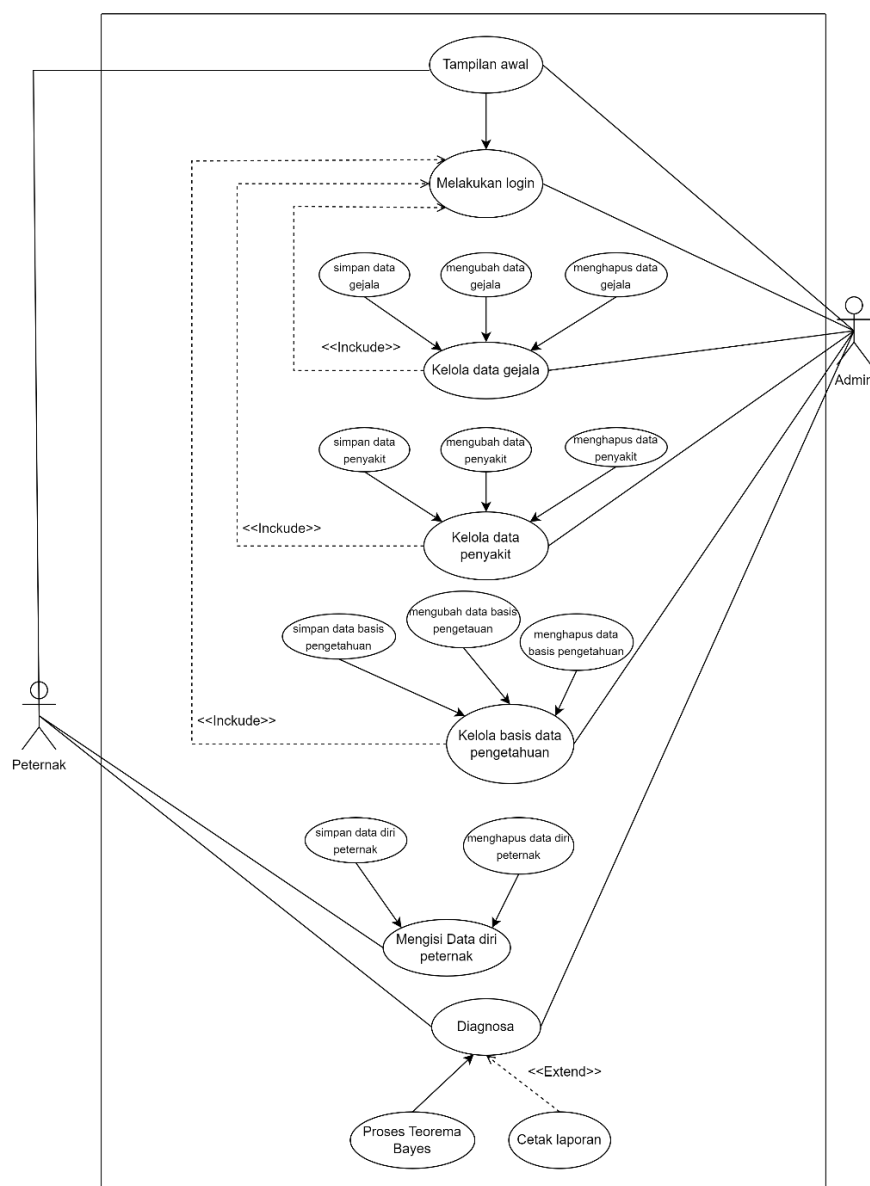 Tampilan awal
Melakukan login
simpan data
gejala
mengubah data
gejala
menghapus data
gejala
<<Inckude>>
Kelola data gejala
Admin
simpan data
penyakit
mengubah data
penyakit
menghapus data
penyakit
<<Inckude>>
Kelola data
penyakit
simpan data basis
pengetahuan
mengubah data basis
pengetauan
menghapus data
basis pengetahuan
<<Inckude>>
Kelola basis data
pengetahuan
Peternak
simpan data diri
peternak
menghapus data diri
peternak
Mengisi Data diri
peternak
Diagnosa
<<Extend>>
Proses Teorema
Bayes
Cetak laporan